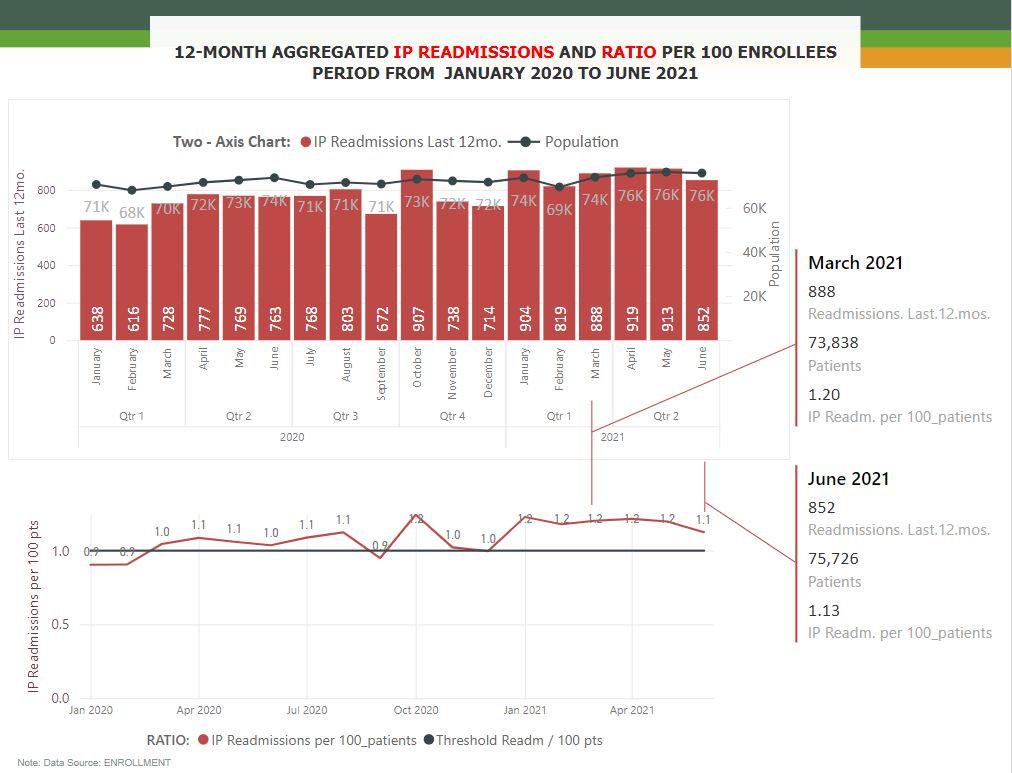 12-MONTH AGGREGATED IP READMISSIONS AND RATIO PER 100 ENROLLEES
PERIOD FROM JANUARY 2020 TO JUNE 2021
Two - Axis Chart: IP Readmissions Last 12mo. Population
IP Readmissions Last 12mo.
800
600
400
200
0
71K 68K 70K 72K 73K 74K 71K 71K 71K 73K 72K 72K 74K 69K 74K 76K 76K 76K
638 616 728 777 769 763 768 803 672 907 738 714 904 819 888 919 913 852
60K
40K
20K
Population
January February March April May June July August September October November December January February March April May June
Qtr 1 Qtr 2 Qtr 3 Qtr 4 Qtr 1 Qtr 2
2020 2021
March 2021
888
Readmissions. Last.12.mos.
73,838
Patients
1.20
IP Readm. per 100_patients
June 2021
852
Readmissions. Last.12.mos.
75,726
Patients
1.13
IP Readm. per 100_patients
IP Readmissions per 100 pts
1.0
0.5
0.0
0.9 0.9 1.0 1.1 1.1 1.0 1.1 1.1 0.9 1.2 1.0 1.0 1.2 1.2 1.2 1.2 1.2 1.1
Jan 2020 Apr 2020 Jul 2020 Oct 2020 Jan 2021 Apr 2021
RATIO: IP Readmissions per 100_patients Threshold Readm / 100 pts
Note: Data Source: ENROLLMENT